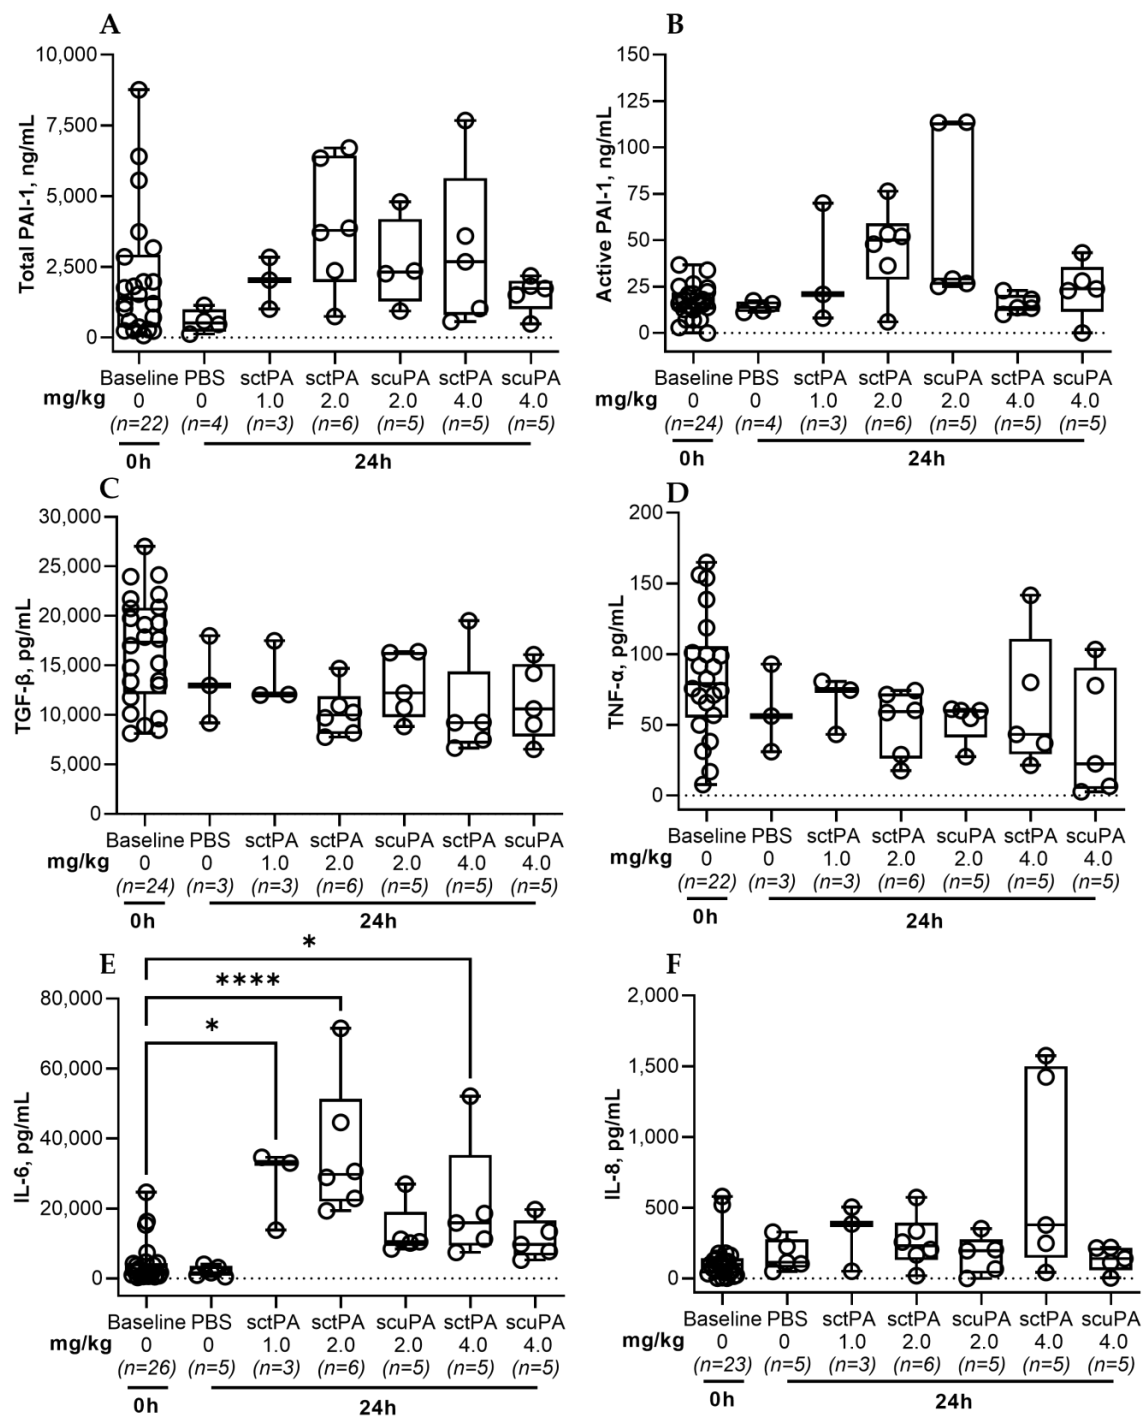 A
Total PAI-1, ng/mL
10,000
7,500
5,000
2,500
0
Baseline PBS sctPA sctPA scuPA sctPA scuPA
mg/kg 0 0 1.0 2.0 2.0 4.0 4.0
(n=22) (n=4) (n=3) (n=6) (n=5) (n=5) (n=5)
0h 24h
B
Active PAI-1, ng/mL
150
125
100
75
50
25
0
Baseline PBS sctPA sctPA scuPA sctPA scuPA
mg/kg 0 0 1.0 2.0 2.0 4.0 4.0
(n=24) (n=4) (n=3) (n=6) (n=5) (n=5) (n=5)
0h 24h
C
TGF-β, pg/mL
30,000
25,000
20,000
15,000
10,000
5,000
0
Baseline PBS sctPA sctPA scuPA sctPA scuPA
mg/kg 0 0 1.0 2.0 2.0 4.0 4.0
(n=24) (n=3) (n=3) (n=6) (n=5) (n=5) (n=5)
0h 24h
D
TNF-α, pg/mL
200
150
100
50
0
Baseline PBS sctPA sctPA scuPA sctPA scuPA
mg/kg 0 0 1.0 2.0 2.0 4.0 4.0
(n=22) (n=3) (n=3) (n=6) (n=5) (n=5) (n=5)
0h 24h
E
IL-6, pg/mL
*
****
*
80,000
60,000
40,000
20,000
0
Baseline PBS sctPA sctPA scuPA sctPA scuPA
mg/kg 0 0 1.0 2.0 2.0 4.0 4.0
(n=26) (n=5) (n=3) (n=6) (n=5) (n=5) (n=5)
0h 24h
F
IL-8, pg/mL
2,000
1,500
1,000
500
0
Baseline PBS sctPA sctPA scuPA sctPA scuPA
mg/kg 0 0 1.0 2.0 2.0 4.0 4.0
(n=23) (n=5) (n=3) (n=6) (n=5) (n=5) (n=5)
0h 24h